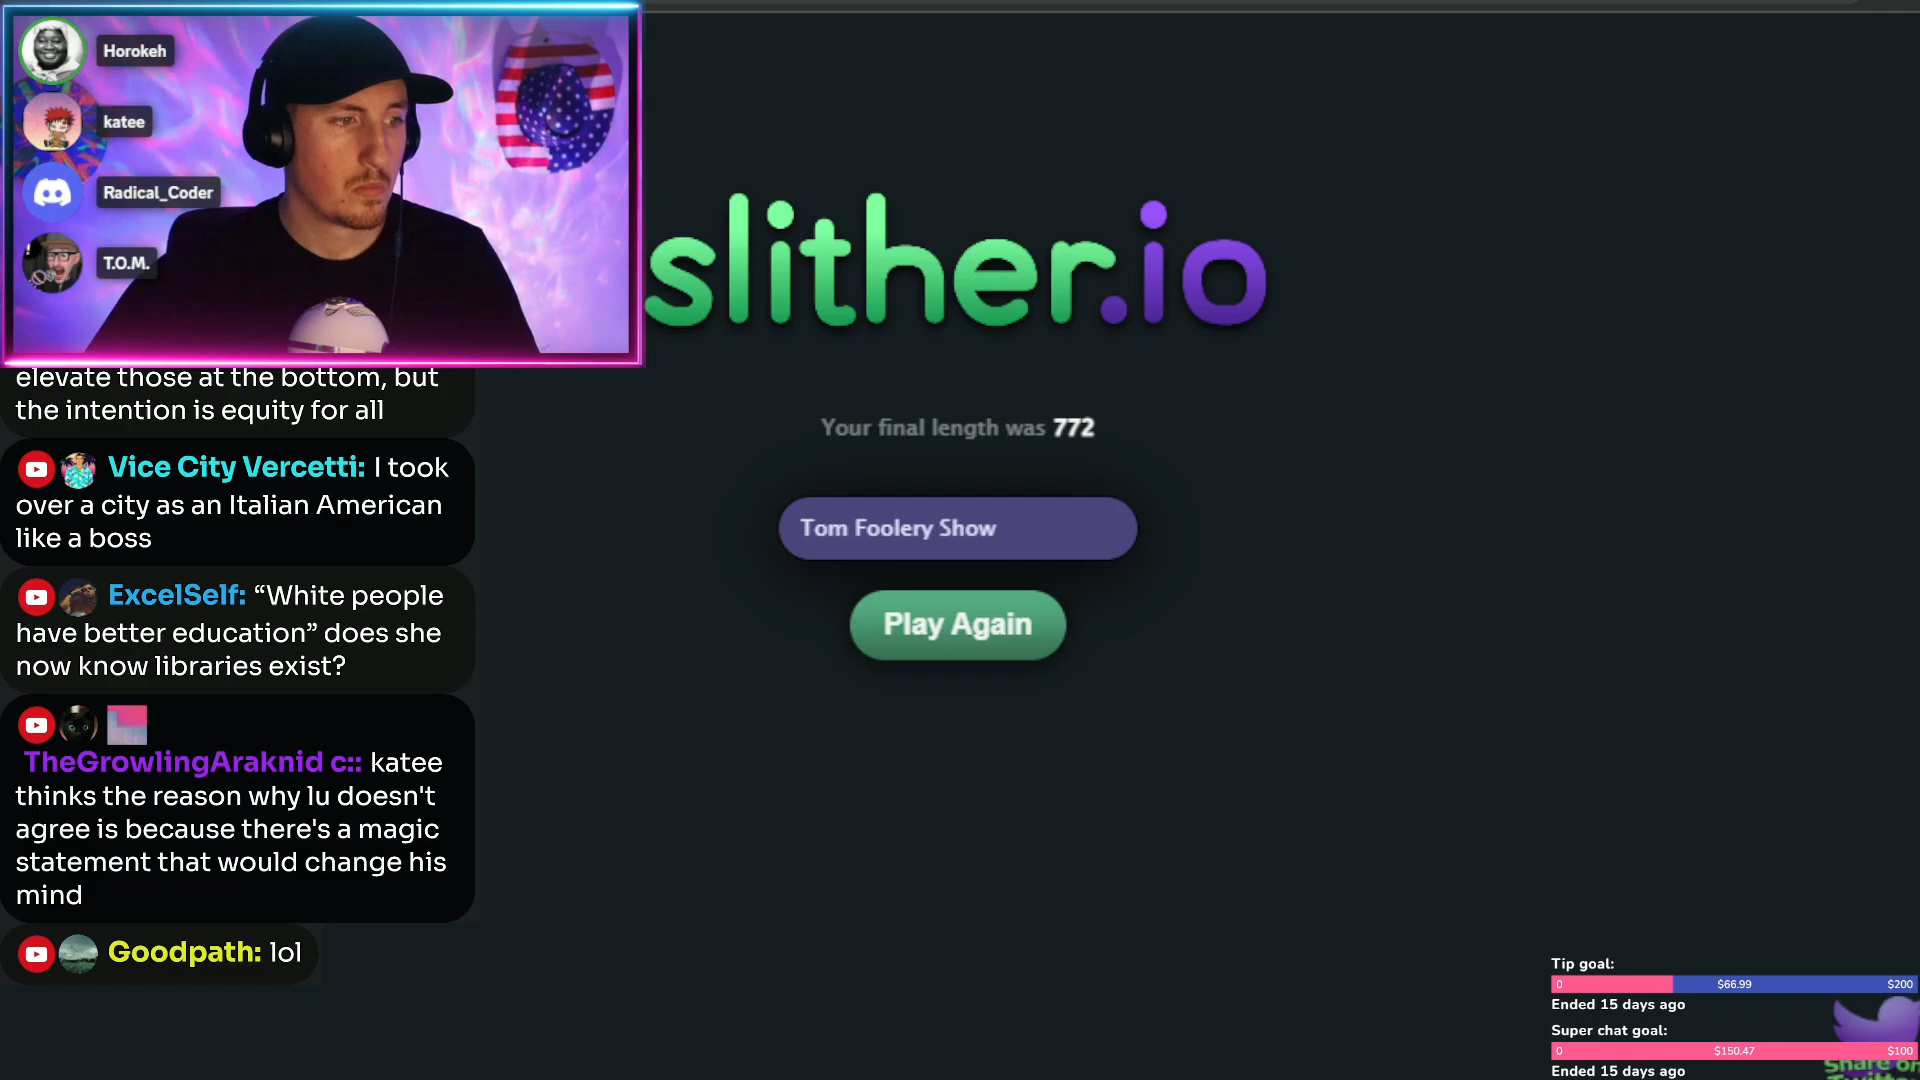 Horokeh
katee
Radical_Coder
T.O.M.
slither.io
Your final length was 772
Tom Foolery Show
Play Again
elevate those at the bottom, but
the intention is equity for all
Vice City Vercetti: I took
over a city as an Italian American
like a boss
ExcelSelf: “White people
have better education” does she
now know libraries exist?
TheGrowlingAraknid c:: katee
thinks the reason why lu doesn't
agree is because there's a magic
statement that would change his
mind
Goodpath: lol
Tip goal:
0 $66.99 $200
Ended 15 days ago
Super chat goal:
0 $150.47 $100
Ended 15 days ago
Share on